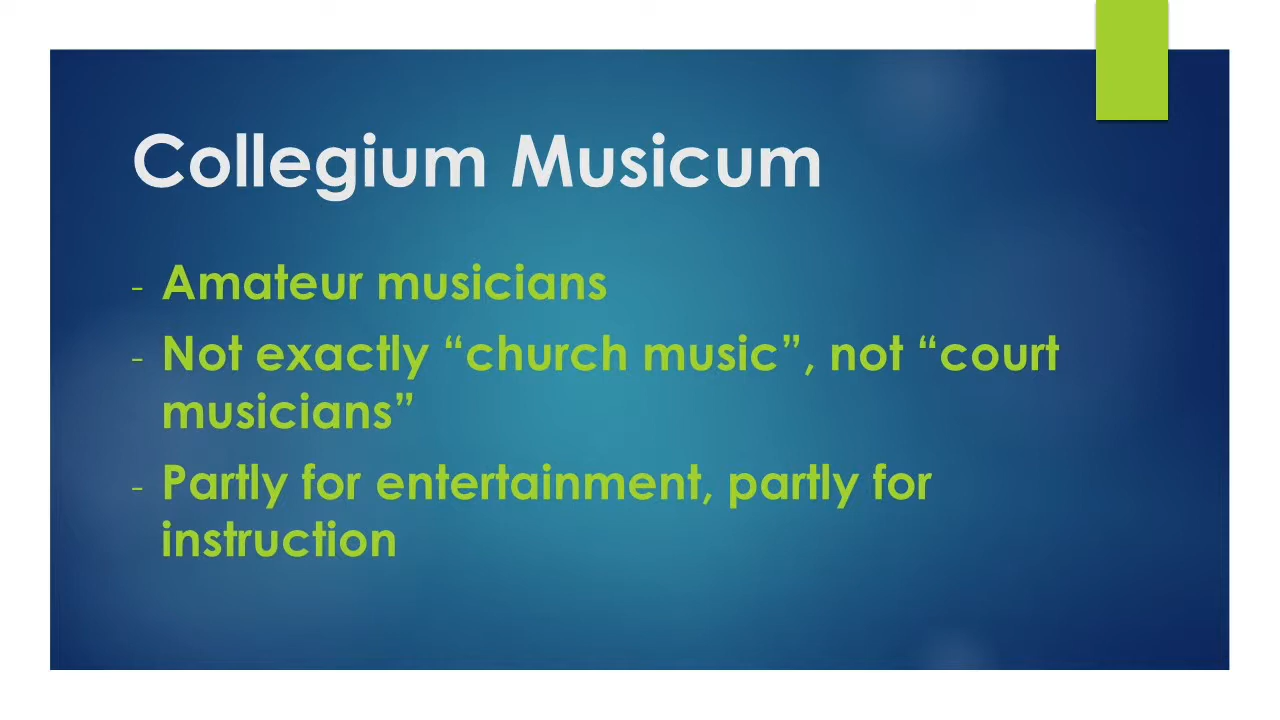 Collegium Musicum
- Amateur musicians
- Not exactly “church music”, not “court
musicians”
- Partly for entertainment, partly for
instruction